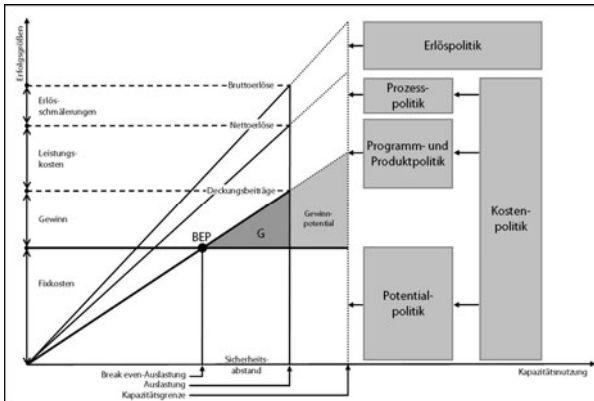 Erfolgsgrößen
Bruttoerlöse
Erlös-
schmälerungen
Nettoerlöse
Leistungs-
kosten
Deckungsbeiträge
Gewinn
BEP
G
Gewinn-
potential
Fixkosten
Sicherheits-
abstand
Break even-Auslastung
Auslastung
Kapazitätsgrenze
Kapazitätsnutzung
Erlöspolitik
Prozess-
politik
Programm- und
Produktpolitik
Kosten-
politik
Potential-
politik